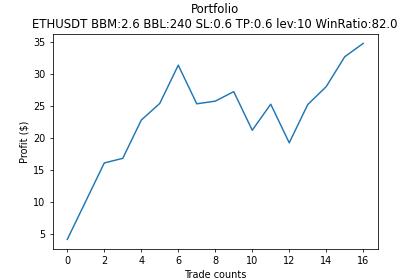 Portfolio
ETHUSDT BBM:2.6 BBL:240 SL:0.6 TP:0.6 lev:10 WinRatio:82.0
35
30
25
20
15
10
5
Profit ($)
0 2 4 6 8 10 12 14 16
Trade counts